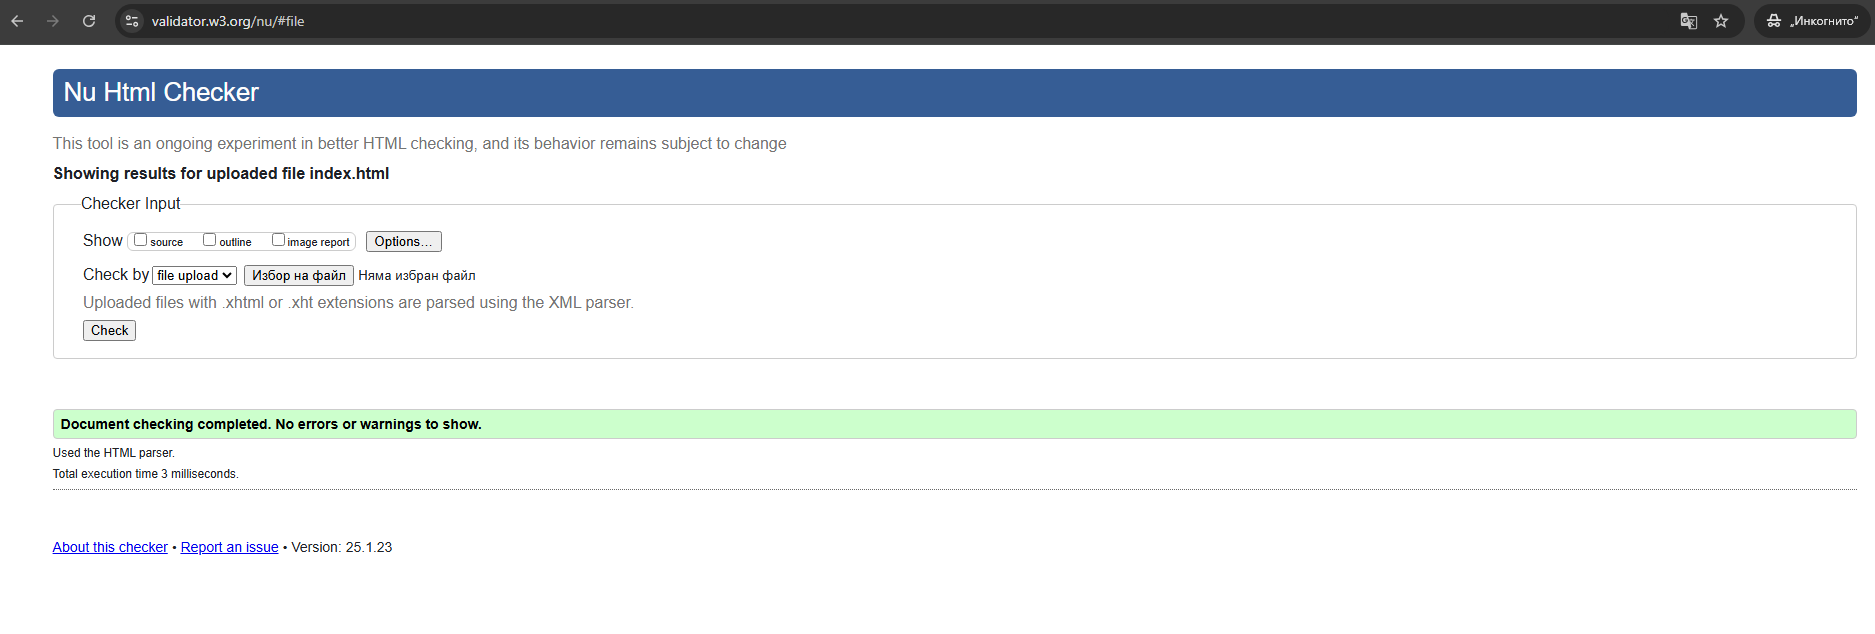 validator.w3.org/nu/#file
„Инкогнито“
Nu Html Checker
This tool is an ongoing experiment in better HTML checking, and its behavior remains subject to change
Showing results for uploaded file index.html
Checker Input
Show source outline image report Options...
Check by file upload Избор на файл Няма избран файл
Uploaded files with .xhtml or .xht extensions are parsed using the XML parser.
Check
Document checking completed. No errors or warnings to show.
Used the HTML parser.
Total execution time 3 milliseconds.
About this checker • Report an issue • Version: 25.1.23